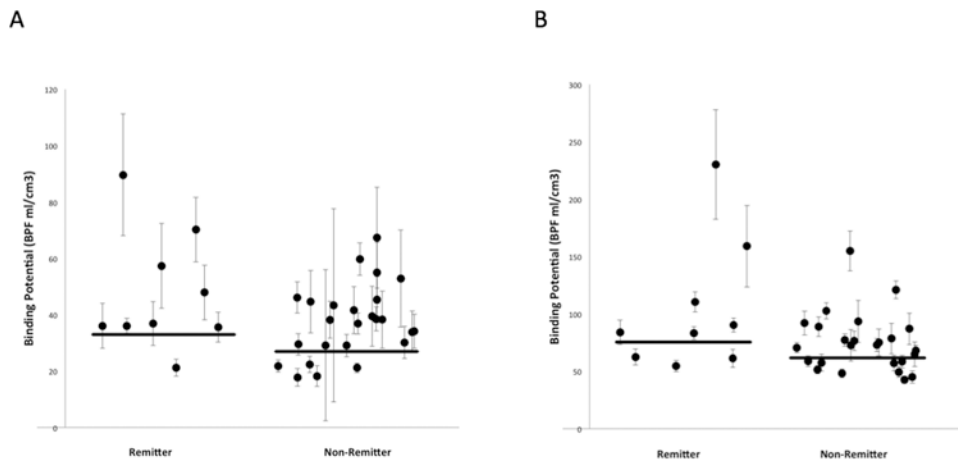 A
Binding Potential (BPF ml/cm3)
120
100
80
60
40
20
0
Remitter
Non-Remitter
B
Binding Potential (BPF ml/cm3)
300
250
200
150
100
50
0
Remitter
Non-Remitter